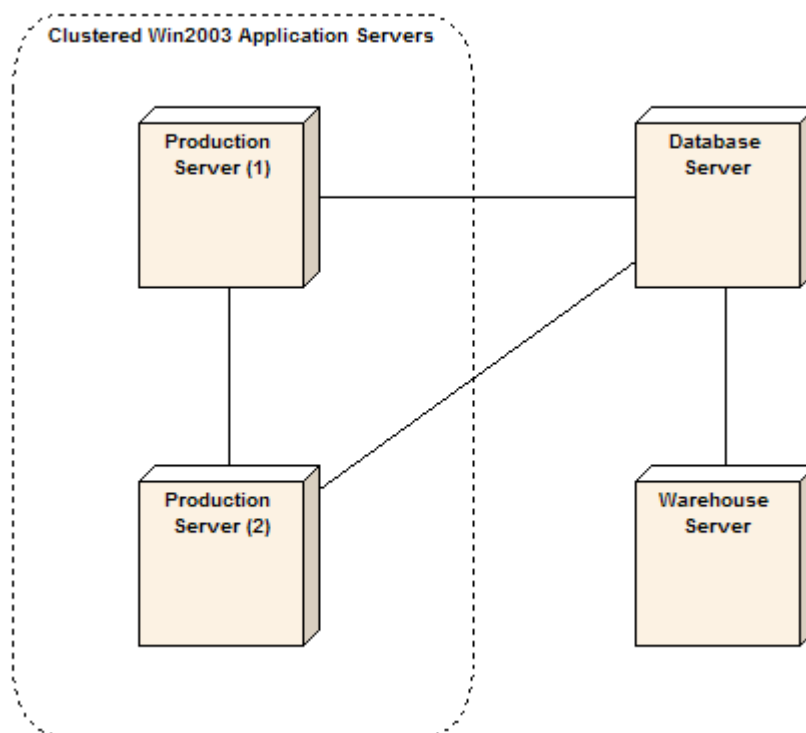 Clustered Win2003 Application Servers
Production
Server (1)
Database
Server
Production
Server (2)
Warehouse
Server